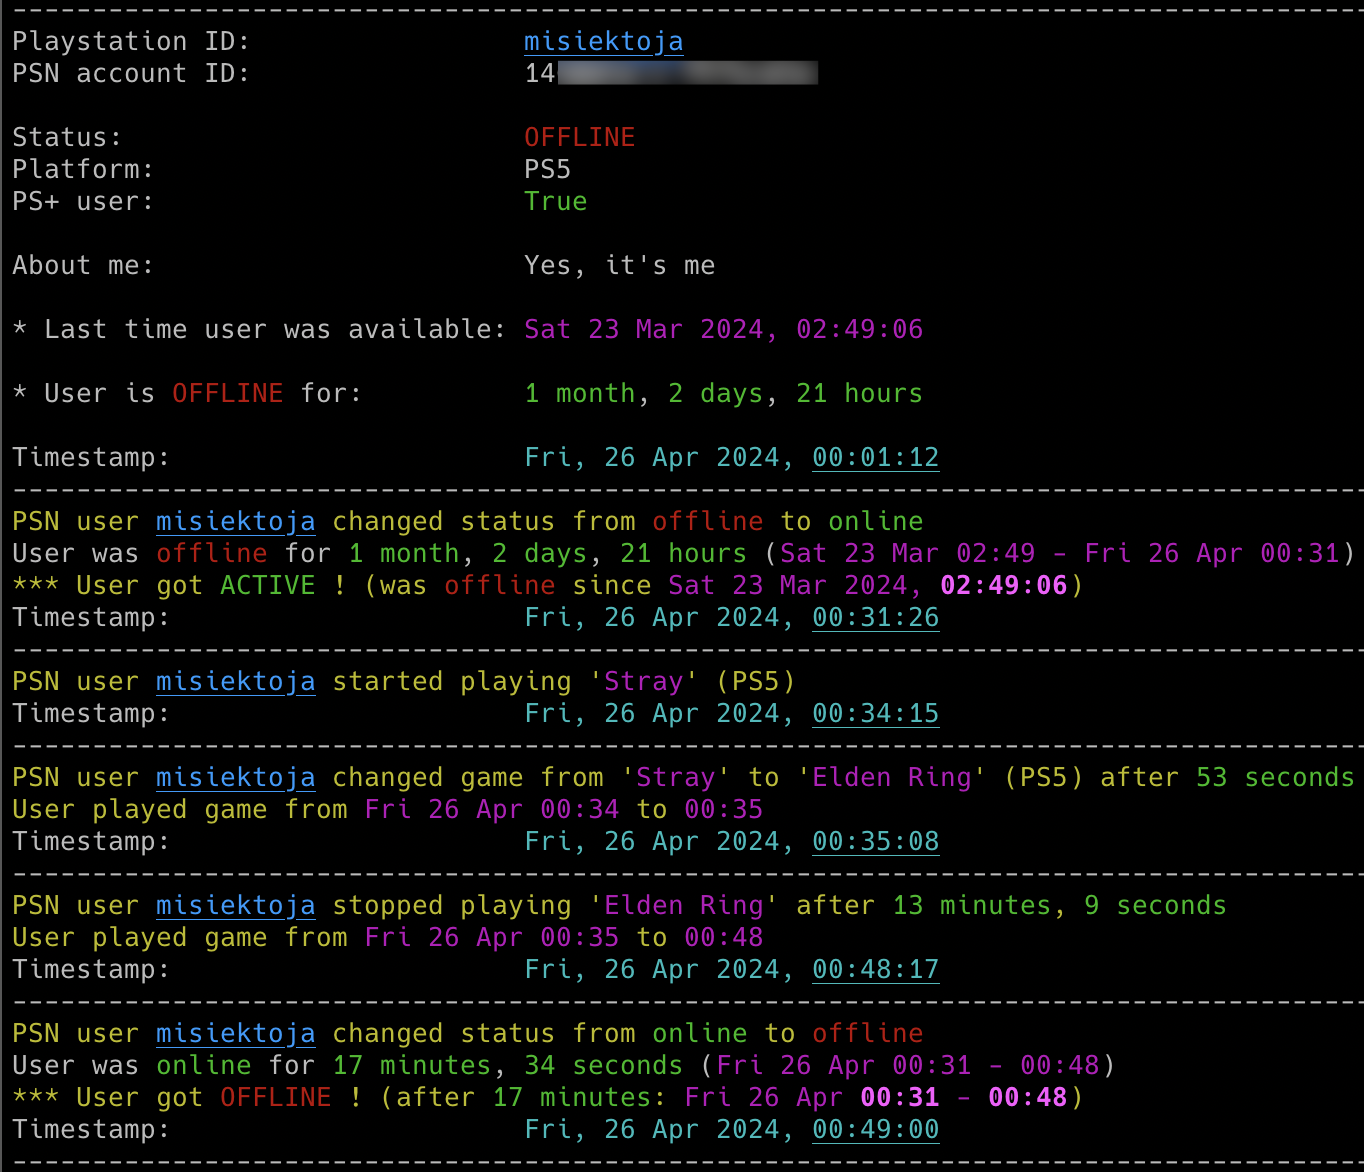 --------------------------------------------------------------------------------------
Playstation ID: misiektoja
PSN account ID: 14
Status: OFFLINE
Platform: PS5
PS+ user: True
About me: Yes, it's me
* Last time user was available: Sat 23 Mar 2024, 02:49:06
* User is OFFLINE for: 1 month, 2 days, 21 hours
Timestamp: Fri, 26 Apr 2024, 00:01:12
--------------------------------------------------------------------------------------
PSN user misiektoja changed status from offline to online
User was offline for 1 month, 2 days, 21 hours (Sat 23 Mar 02:49 - Fri 26 Apr 00:31)
*** User got ACTIVE ! (was offline since Sat 23 Mar 2024, 02:49:06)
Timestamp: Fri, 26 Apr 2024, 00:31:26
--------------------------------------------------------------------------------------
PSN user misiektoja started playing 'Stray' (PS5)
Timestamp: Fri, 26 Apr 2024, 00:34:15
--------------------------------------------------------------------------------------
PSN user misiektoja changed game from 'Stray' to 'Elden Ring' (PS5) after 53 seconds
User played game from Fri 26 Apr 00:34 to 00:35
Timestamp: Fri, 26 Apr 2024, 00:35:08
--------------------------------------------------------------------------------------
PSN user misiektoja stopped playing 'Elden Ring' after 13 minutes, 9 seconds
User played game from Fri 26 Apr 00:35 to 00:48
Timestamp: Fri, 26 Apr 2024, 00:48:17
--------------------------------------------------------------------------------------
PSN user misiektoja changed status from online to offline
User was online for 17 minutes, 34 seconds (Fri 26 Apr 00:31 - 00:48)
*** User got OFFLINE ! (after 17 minutes: Fri 26 Apr 00:31 - 00:48)
Timestamp: Fri, 26 Apr 2024, 00:49:00
--------------------------------------------------------------------------------------